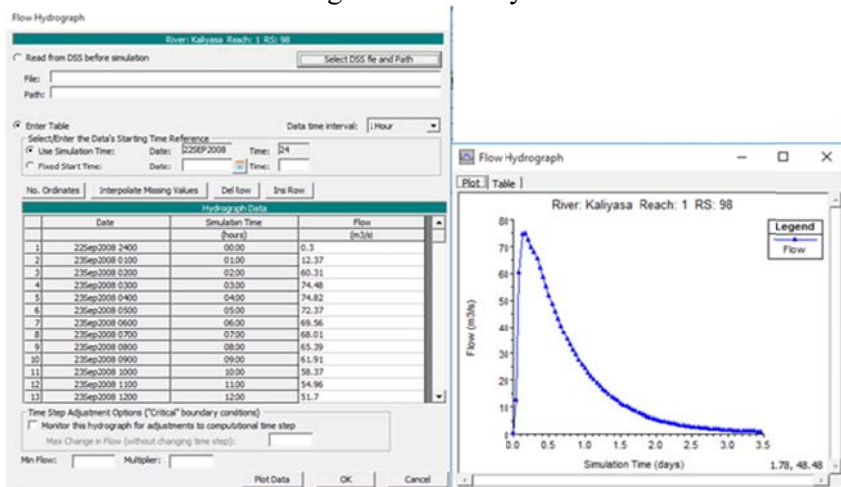 Flow Hydrograph
River: Kaliyasa Reach: 1 RS: 98
Read from DSS before simulation
Select DSS file and Path
File:
Path:
Enter Table
Data time interval: 1 Hour
Select/Enter the Data's Starting Time Reference
Use Simulation Time: Date: 22SEP2008 Time: 24
Fixed Start Time: Date: Time:
No. Ordinates Interpolate Missing Values Del Row Ins Row
Hydrograph Data
Date Simulation Time Flow
(hours) (m3/s)
1 22Sep2008 2400 00:00 0.3
2 23Sep2008 0100 01:00 12.37
3 23Sep2008 0200 02:00 60.31
4 23Sep2008 0300 03:00 74.48
5 23Sep2008 0400 04:00 74.82
6 23Sep2008 0500 05:00 72.37
7 23Sep2008 0600 06:00 69.56
8 23Sep2008 0700 07:00 68.01
9 23Sep2008 0800 08:00 65.39
10 23Sep2008 0900 09:00 61.91
11 23Sep2008 1000 10:00 58.37
12 23Sep2008 1100 11:00 54.96
13 23Sep2008 1200 12:00 51.7
Time Step Adjustment Options ("Critical" boundary conditions)
Monitor this hydrograph for adjustments to computational time step
Max Change in Flow (without changing time step):
Min Flow: Multiplier:
Plot Data OK Cancel
Flow Hydrograph
Plot Table
River: Kaliyasa Reach: 1 RS: 98
Legend
Flow
Flow (m3/s)
80
70
60
50
40
30
20
10
0
0.0 0.5 1.0 1.5 2.0 2.5 3.0 3.5
Simulation Time (days)
1.78, 48.48